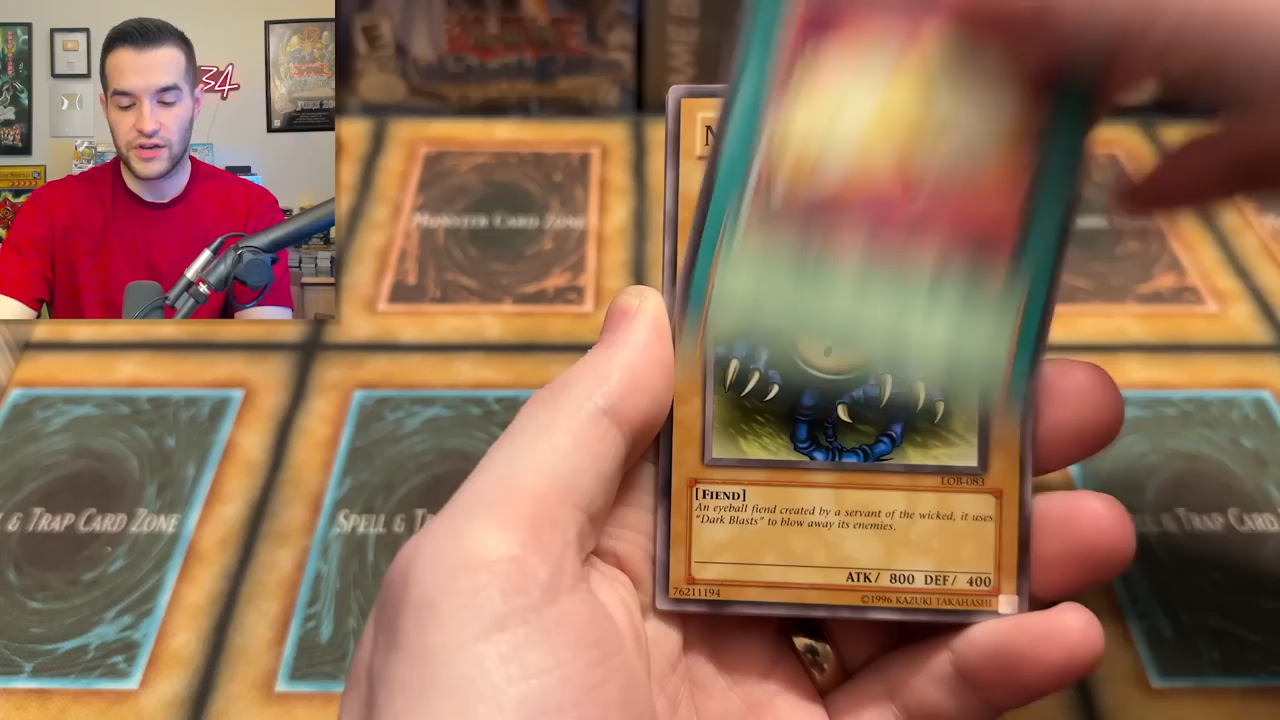 34
MONSTER CARD ZONE
LOB-083
[FIEND]
An eyeball fiend created by a servant of the wicked, it uses
"Dark Blasts" to blow away its enemies.
ATK/ 800 DEF/ 400
76211194
©1996 KAZUKI TAKAHASHI
& TRAP CARD ZONE
SPELL & T
& TRAP CARD